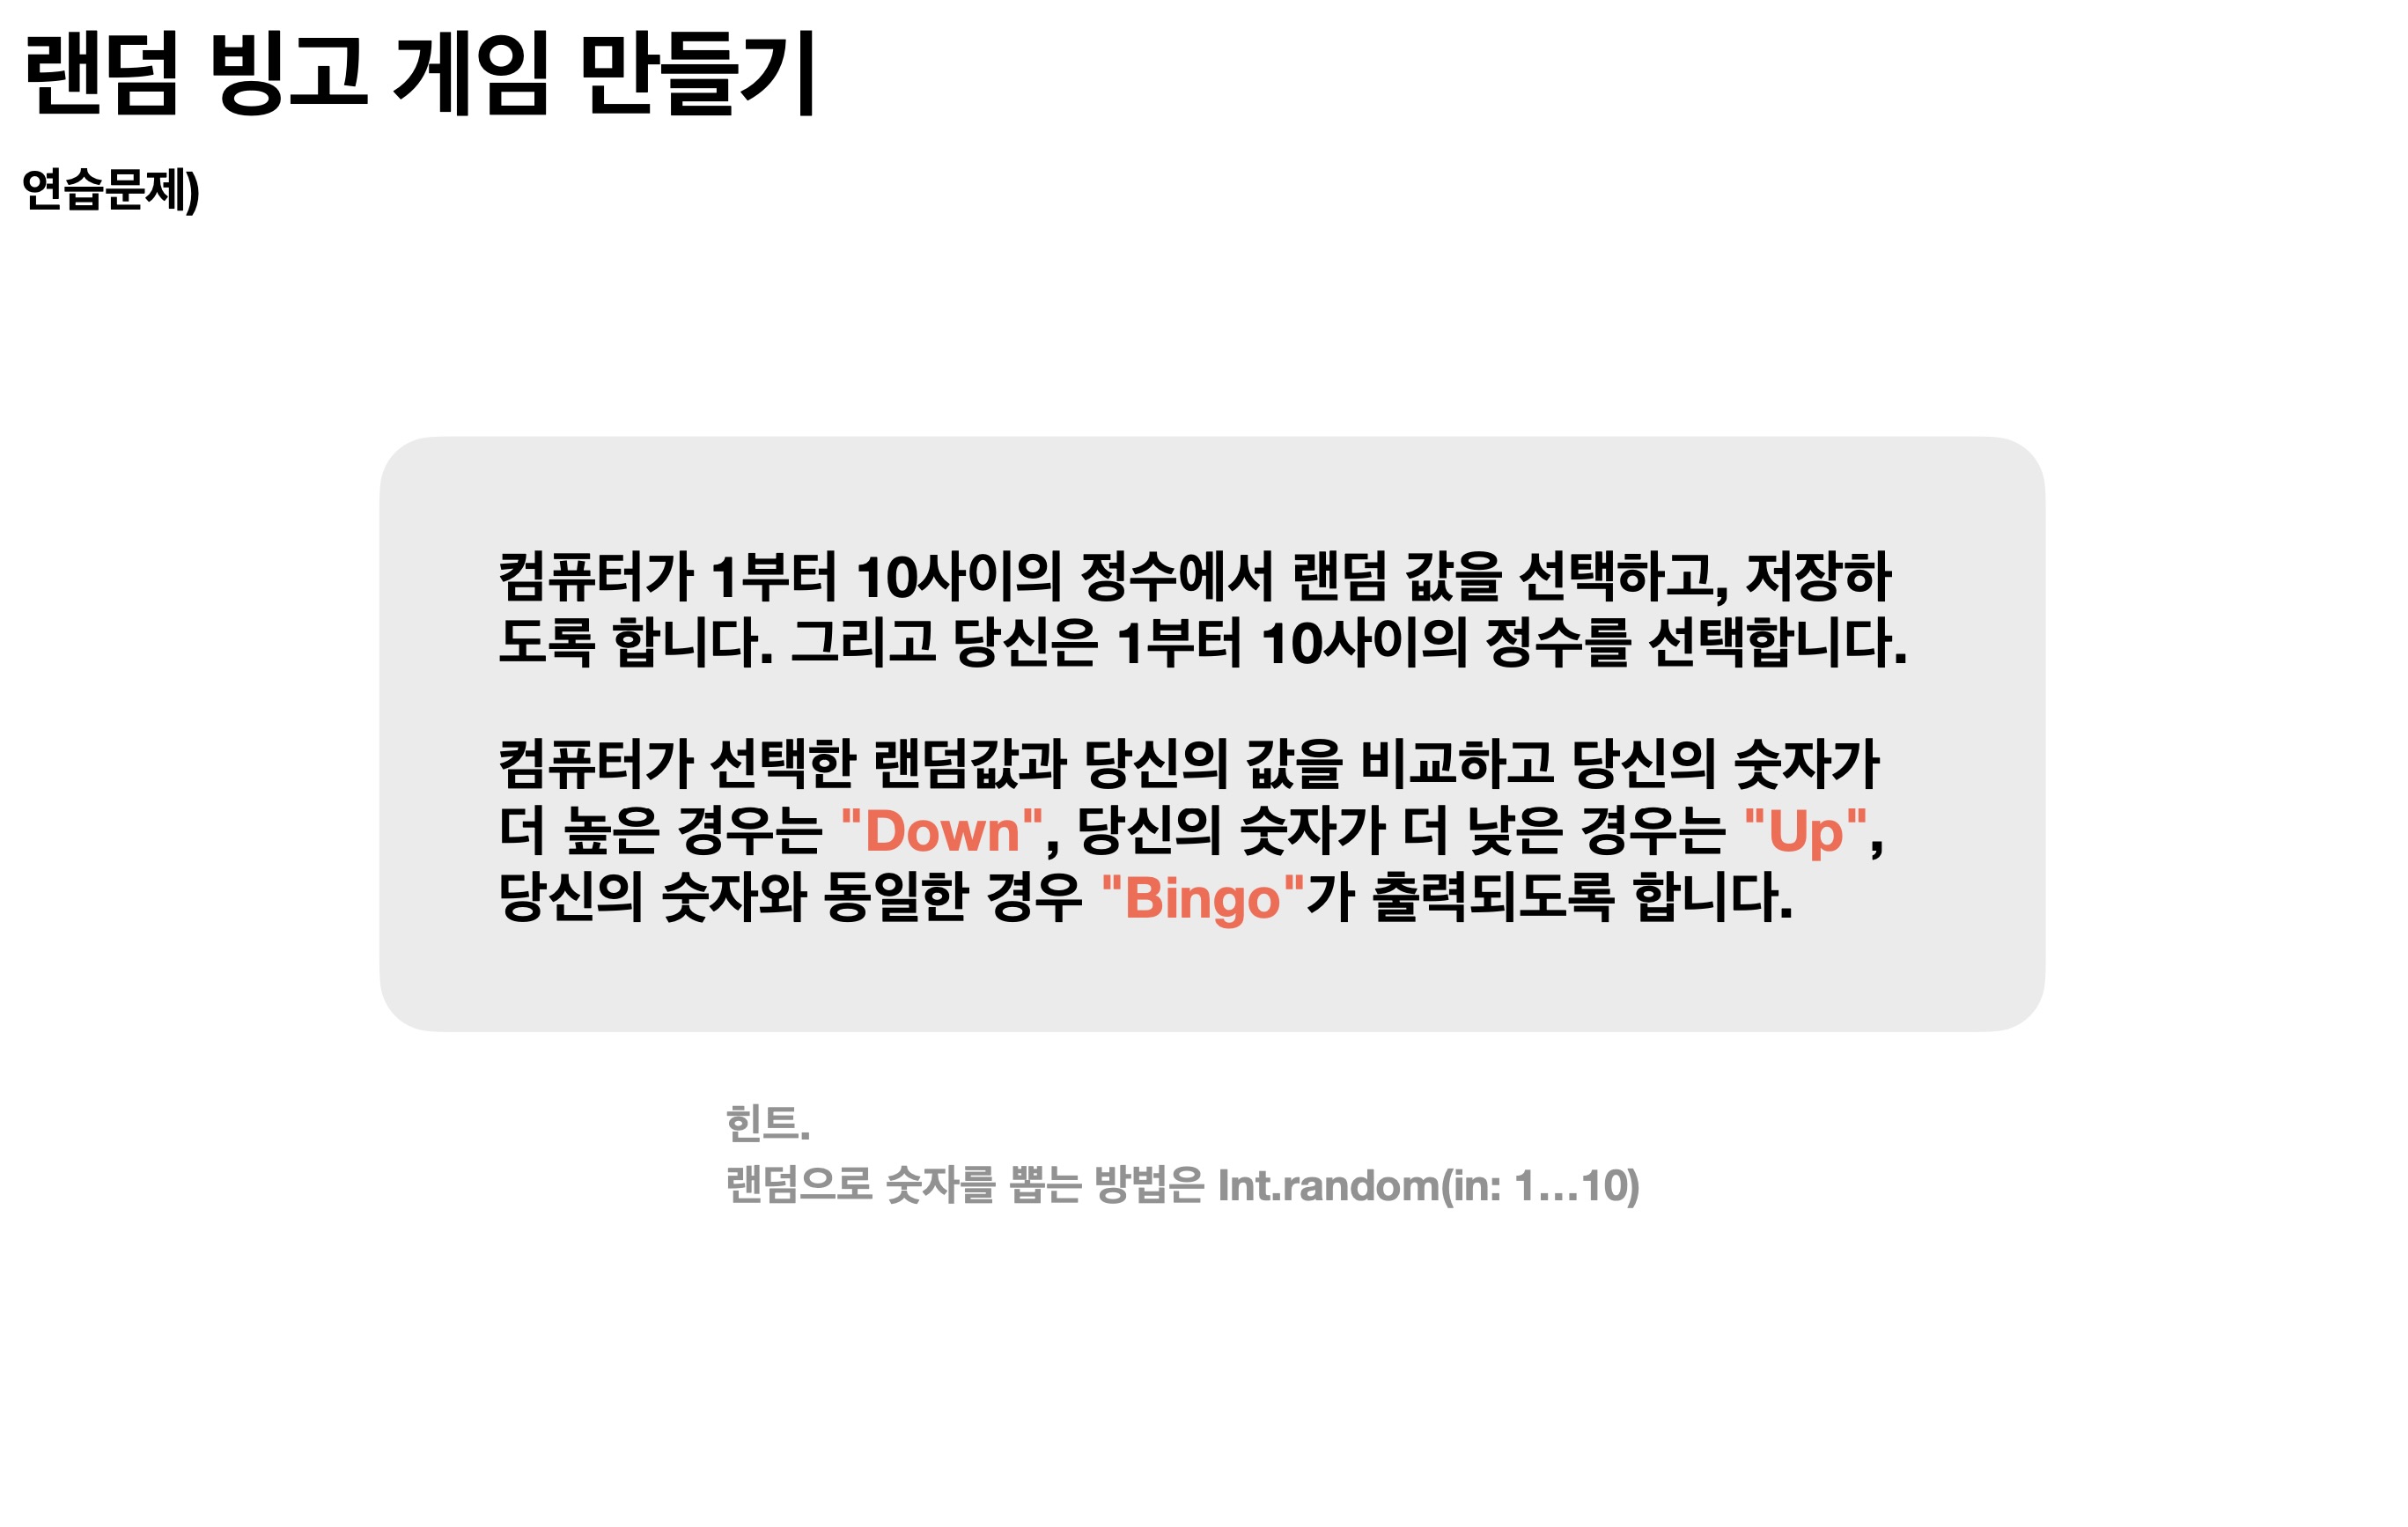 랜덤 빙고 게임 만들기
연습문제)
컴퓨터가 1부터 10사이의 정수에서 랜덤 값을 선택하고, 저장하
도록 합니다. 그리고 당신은 1부터 10사이의 정수를 선택합니다.
컴퓨터가 선택한 랜덤값과 당신의 값을 비교하고 당신의 숫자가
더 높은 경우는 "Down", 당신의 숫자가 더 낮은 경우는 "Up",
당신의 숫자와 동일한 경우 "Bingo"가 출력되도록 합니다.
힌트.
랜덤으로 숫자를 뽑는 방법은 Int.random(in: 1...10)